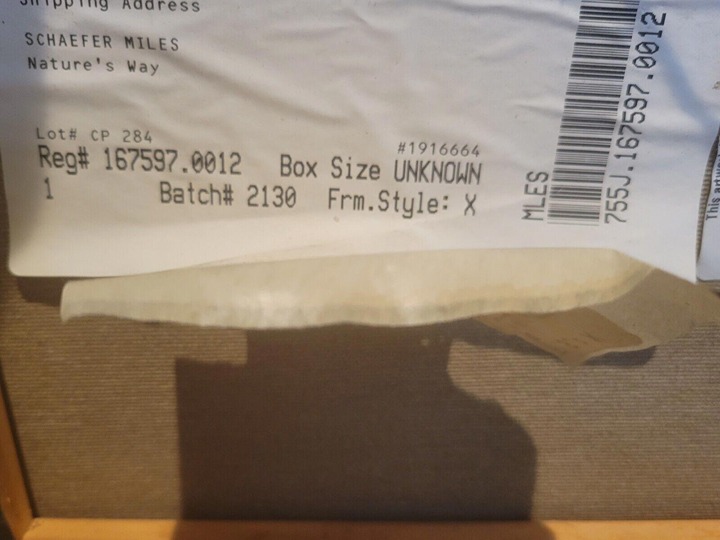 Shipping Address
SCHAEFER MILES
Nature's Way
Lot# CP 284
#1916664
Reg# 167597.0012 Box Size UNKNOWN
1 Batch# 2130 Frm.Style: X
MLES
755J.167597.0012
This